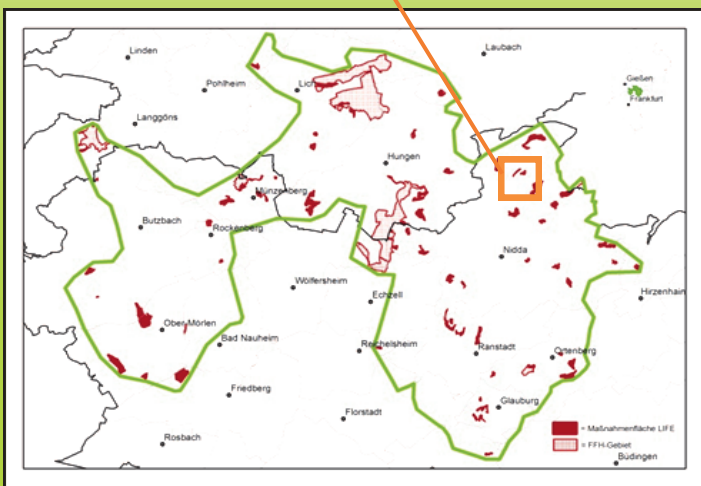 Linden
Laubach
Pohlheim
Lich
Gießen
Frankfurt
Langgöns
Hungen
Münzenberg
Butzbach
Rockenberg
Nidda
Wölfersheim
Echzell
Hirzenhain
Ober-Mörlen
Bad Nauheim
Reichelsheim
Ranstadt
Ortenberg
Friedberg
Glauburg
Florstadt
= Maßnahmenfläche LIFE
Rosbach
= FFH-Gebiet
Büdingen